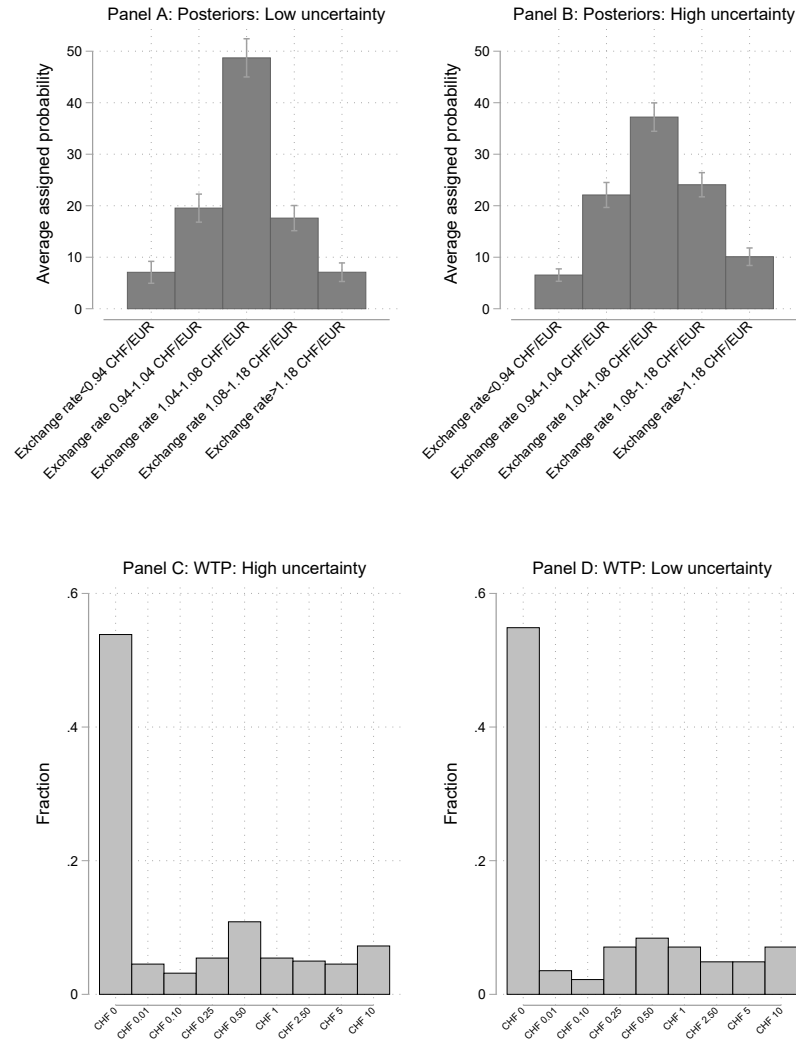 Panel A: Posteriors: Low uncertainty
Average assigned probability
50
40
30
20
10
0
Exchange rate<0.94 CHF/EUR
Exchange rate 0.94-1.04 CHF/EUR
Exchange rate 1.04-1.08 CHF/EUR
Exchange rate 1.08-1.18 CHF/EUR
Exchange rate>1.18 CHF/EUR
Panel B: Posteriors: High uncertainty
Average assigned probability
50
40
30
20
10
0
Exchange rate<0.94 CHF/EUR
Exchange rate 0.94-1.04 CHF/EUR
Exchange rate 1.04-1.08 CHF/EUR
Exchange rate 1.08-1.18 CHF/EUR
Exchange rate>1.18 CHF/EUR
Panel C: WTP: High uncertainty
Fraction
.6
.4
.2
0
CHF 0
CHF 0.01
CHF 0.10
CHF 0.25
CHF 0.50
CHF 1
CHF 2.50
CHF 5
CHF 10
Panel D: WTP: Low uncertainty
Fraction
.6
.4
.2
0
CHF 0
CHF 0.01
CHF 0.10
CHF 0.25
CHF 0.50
CHF 1
CHF 2.50
CHF 5
CHF 10